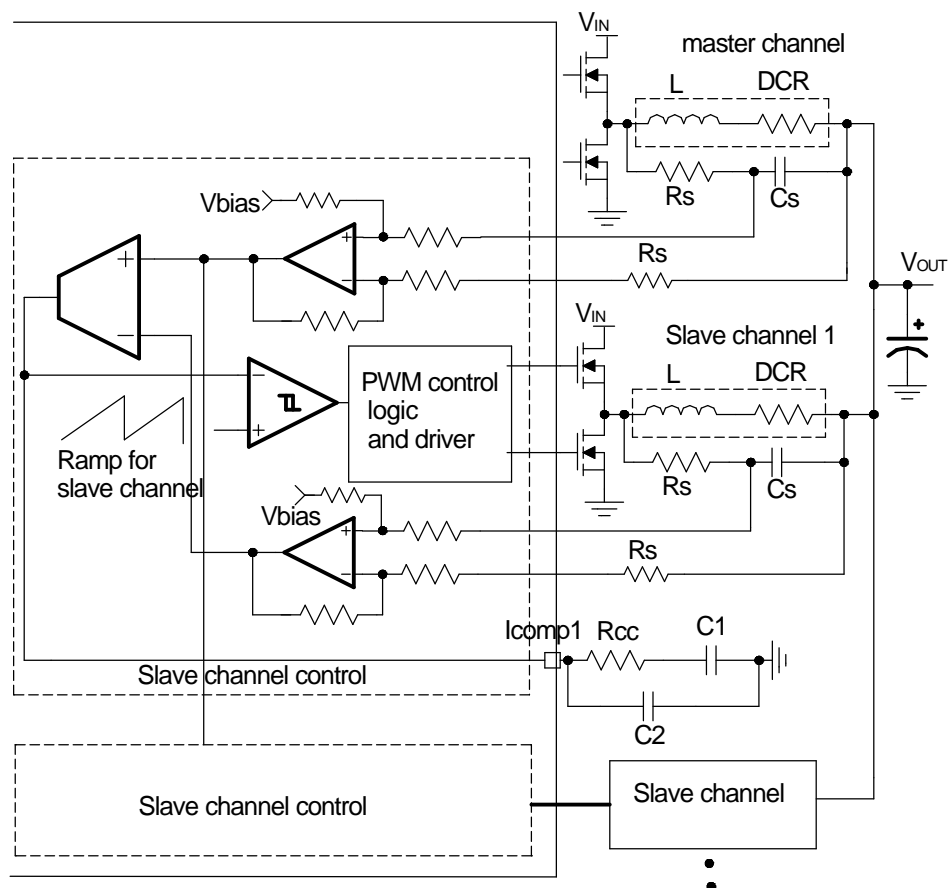 VIN
master channel
L
DCR
Rs
Cs
Vbias
+
−
Rs
VOUT
+
+
−
VIN
Slave channel 1
L
DCR
−
+
PWM control
logic
and driver
Ramp for
slave channel
Rs
Cs
Vbias
+
−
Rs
Icomp1
Rcc
C1
C2
Slave channel control
Slave channel control
Slave channel